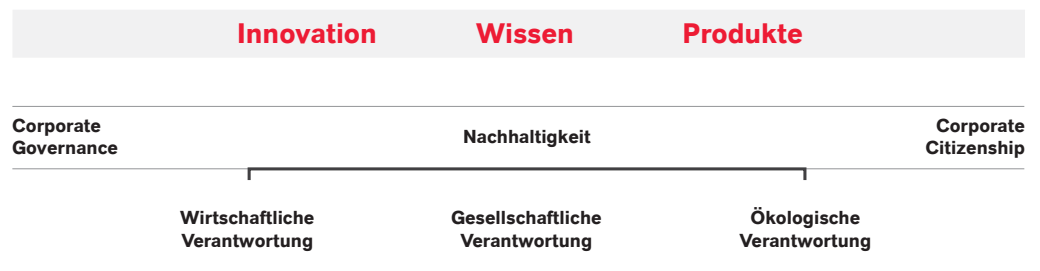 Innovation Wissen Produkte
Corporate
Governance
Nachhaltigkeit
Corporate
Citizenship
Wirtschaftliche
Verantwortung
Gesellschaftliche
Verantwortung
Ökologische
Verantwortung